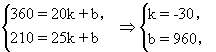 360=20k+b, ⇒ k=-30,
210=25k+b b=960,